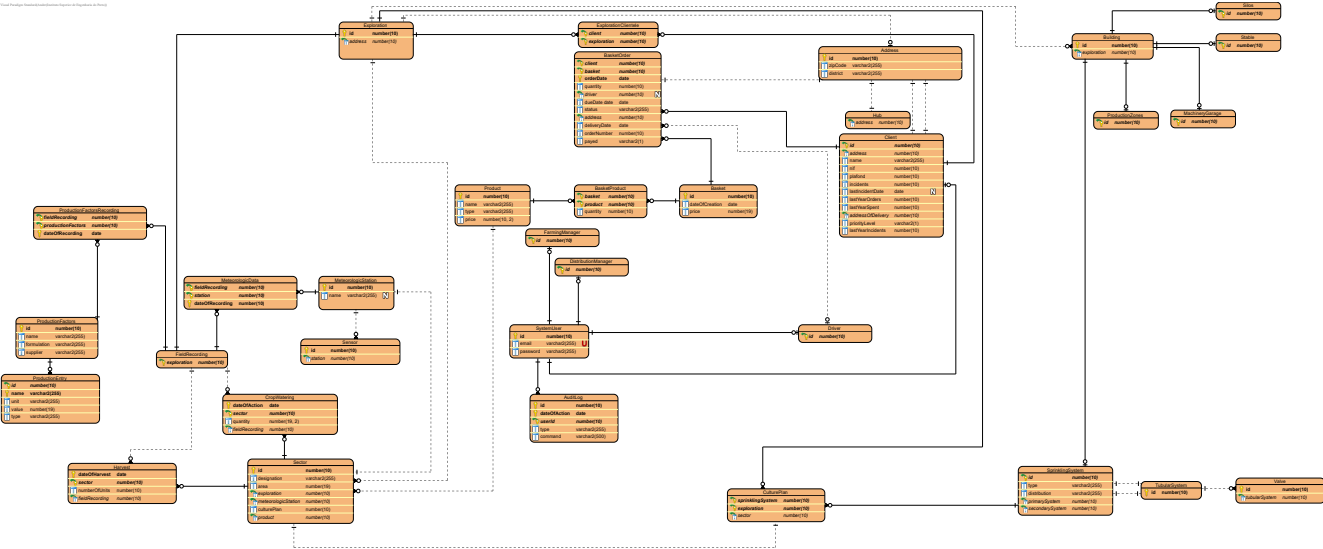 Exploration
id number(10)
address number(10)
ExplorationClientele
client number(10)
exploration number(10)
BasketOrder
client number(10)
basket number(10)
orderDate date
quantity number(10)
driver number(10) N
dueDate date date
status varchar2(255)
address number(10)
deliveryDate date
orderNumber number(10)
payed varchar2(1)
Address
id number(10)
zipCode varchar2(255)
district varchar2(255)
Hub
address number(10)
Client
id number(10)
address number(10)
name varchar2(255)
nif number(10)
plafond number(10)
incidents number(10)
lastIncidentDate date N
lastYearOrders number(10)
lastYearSpent number(10)
addressOfDelivery number(10)
priorityLevel varchar2(1)
lastYearIncidents number(10)
Building
id number(10)
exploration number(10)
Silos
id number(10)
Stable
id number(10)
ProductionZones
id number(10)
MachineryGarage
id number(10)
Product
id number(10)
name varchar2(255)
type varchar2(255)
price number(10, 2)
BasketProduct
basket number(10)
product number(10)
quantity number(10)
Basket
id number(10)
dateOfCreation date
price number(19)
ProductionFactorsRecording
fieldRecording number(10)
productionFactors number(10)
dateOfRecording date
FarmingManager
id number(10)
DistributionManager
id number(10)
MeteorologicData
fieldRecording number(10)
station number(10)
dateOfRecording number(10)
MeteorologicStation
id number(10)
name varchar2(255) N
Sensor
id number(10)
station number(10)
ProductionFactors
id number(10)
name varchar2(255)
formulation varchar2(255)
supplier varchar2(255)
FieldRecording
exploration number(10)
SystemUser
id number(10)
email varchar2(255) U
password varchar2(255)
Driver
id number(10)
ProductionEntry
id number(10)
name varchar2(255)
unit varchar2(255)
value number(19)
type varchar2(255)
CropWatering
dateOfAction date
sector number(10)
quantity number(19, 2)
fieldRecording number(10)
AuditLog
id number(10)
dateOfAction date
userId number(10)
type varchar2(255)
command varchar2(500)
Harvest
dateOfHarvest date
sector number(10)
numberOfUnits number(10)
fieldRecording number(10)
Sector
id number(10)
designation varchar2(255)
area number(19)
exploration number(10)
meteorologicStation number(10)
culturePlan number(10)
product number(10)
CulturePlan
sprinklingSystem number(10)
exploration number(10)
sector number(10)
SprinklingSystem
id number(10)
type varchar2(255)
distribution varchar2(255)
primarySystem number(10)
secondarySystem number(10)
TubularSystem
id number(10)
id number(10)
tubularSystem number(10)